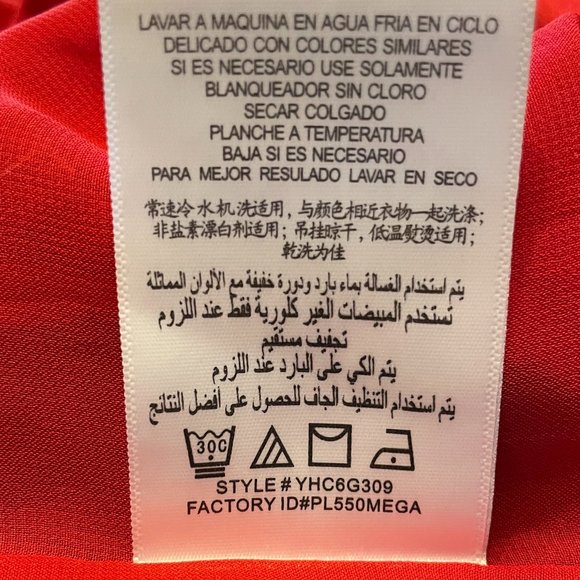 LAVAR A MAQUINA EN AGUA FRIA EN CICLO
DELICADO CON COLORES SIMILARES
SI ES NECESARIO USE SOLAMENTE
BLANQUEADOR SIN CLORO
SECAR COLGADO
PLANCHE A TEMPERATURA
BAJA SI ES NECESARIO
PARA MEJOR RESULADO LAVAR EN SECO
常速冷水机洗适用，与颜色相近衣物一起洗涤；
非盐素漂白剂适用；吊挂晾干，低温熨烫适用；
乾洗为佳
يتم استخدام الغسالة بماء بارد ودورة خفيفة مع الألوان المماثلة
تستخدم المبيضات الغير كلورية فقط عند اللزوم
تجفيف مستقيم
يتم الكي على البارد عند اللزوم
يتم استخدام التنظيف الجاف للحصول على أفضل النتائج
30C
STYLE# YHC6G309
FACTORY ID#PL550MEGA